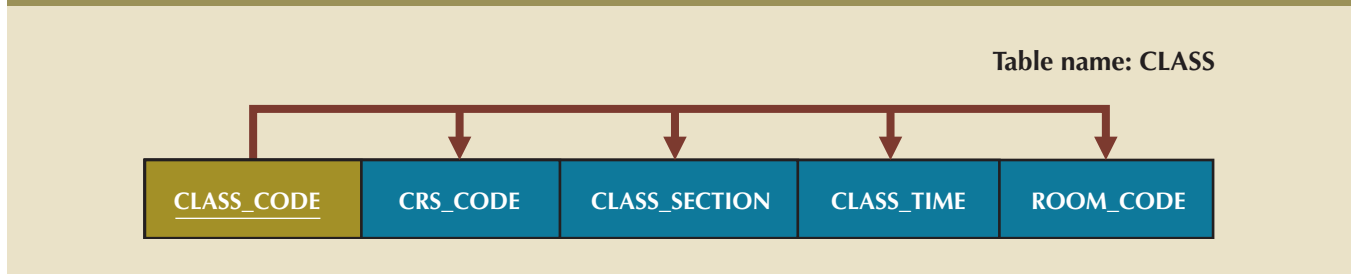 Table name: CLASS
CLASS_CODE CRS_CODE CLASS_SECTION CLASS_TIME ROOM_CODE